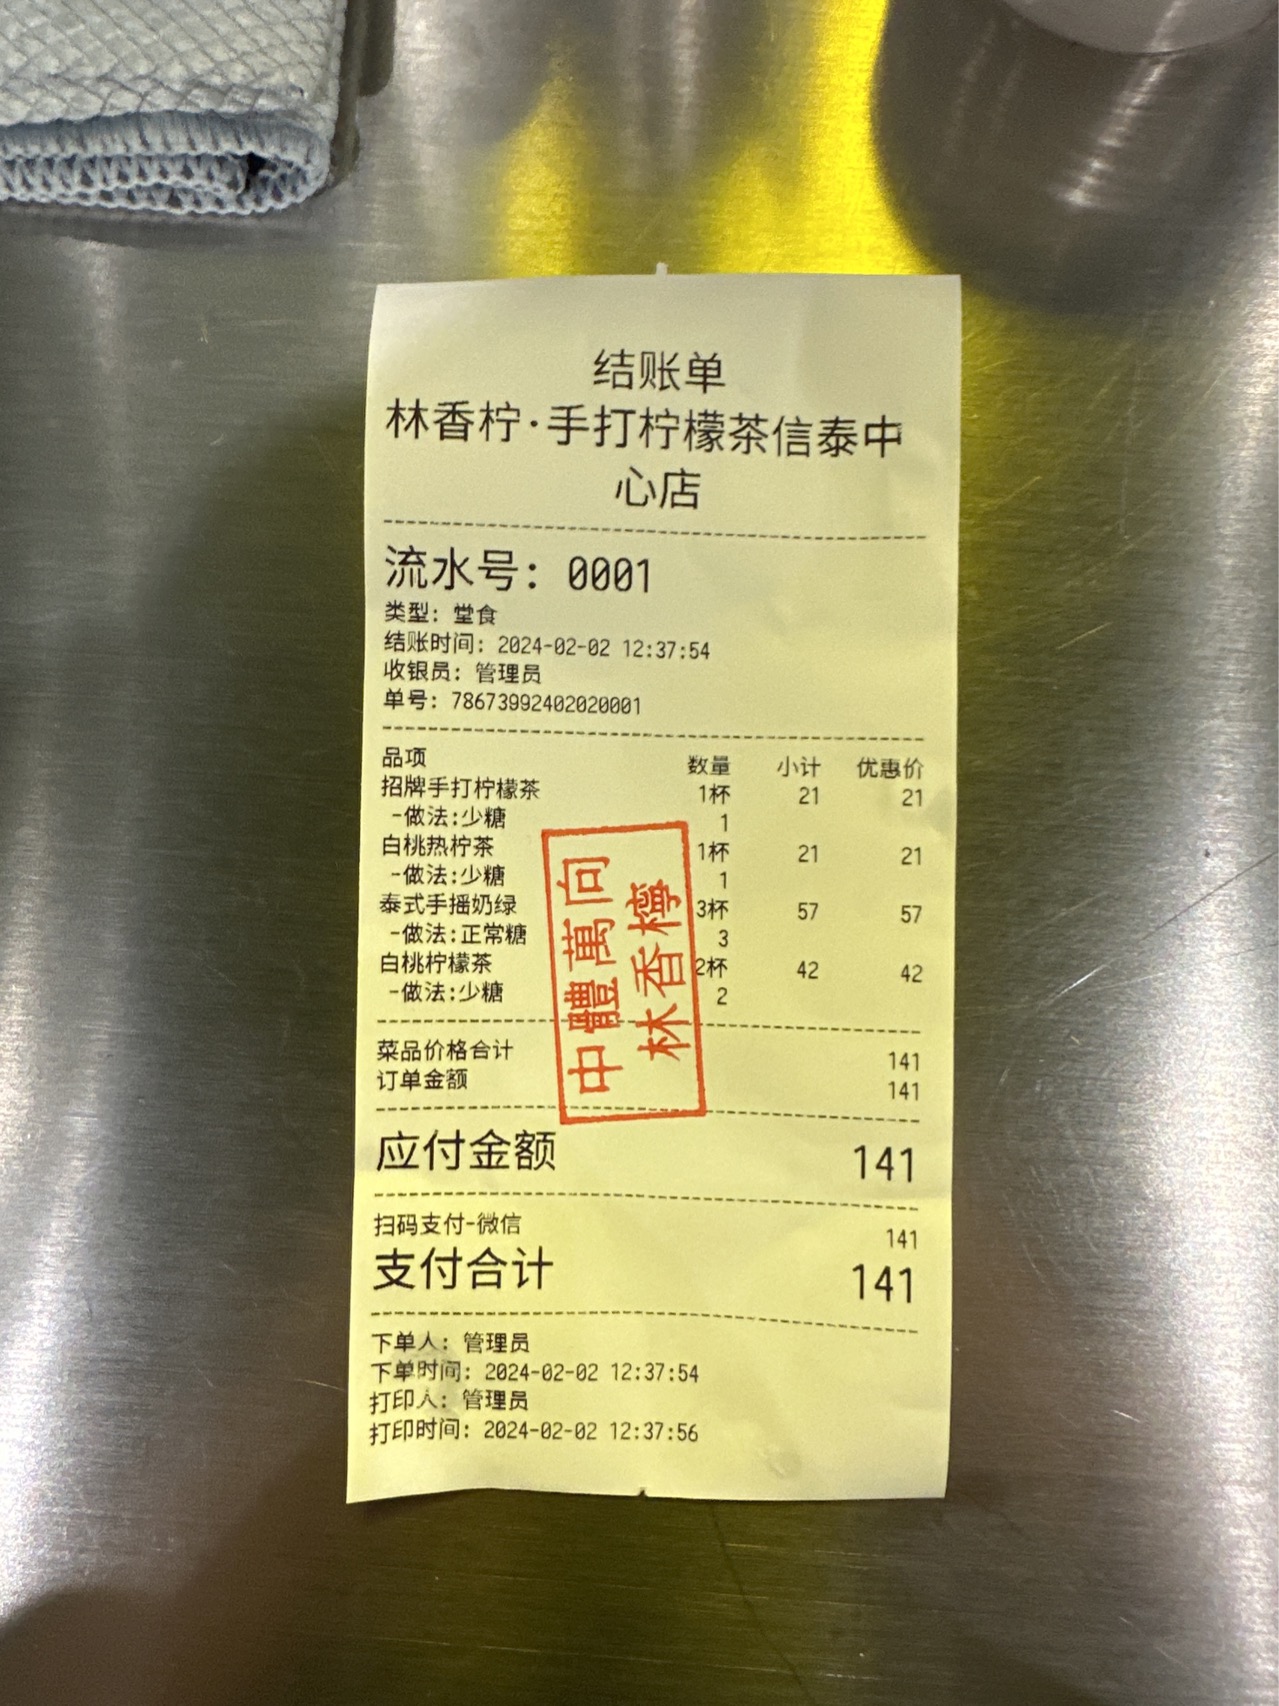 结账单
林香柠·手打柠檬茶信泰中
心店
流水号: 0001
类型: 堂食
结账时间: 2024-02-02 12:37:54
收银员: 管理员
单号: 78673992402020001
品项 数量 小计 优惠价
招牌手打柠檬茶 1杯 21 21
-做法:少糖 1
白桃热柠茶 1杯 21 21
-做法:少糖 1
泰式手摇奶绿 3杯 57 57
-做法:正常糖 3
白桃柠檬茶 2杯 42 42
-做法:少糖 2
中體萬向
林香檸
菜品价格合计 141
订单金额 141
应付金额 141
扫码支付-微信 141
支付合计 141
下单人: 管理员
下单时间: 2024-02-02 12:37:54
打印人: 管理员
打印时间: 2024-02-02 12:37:56